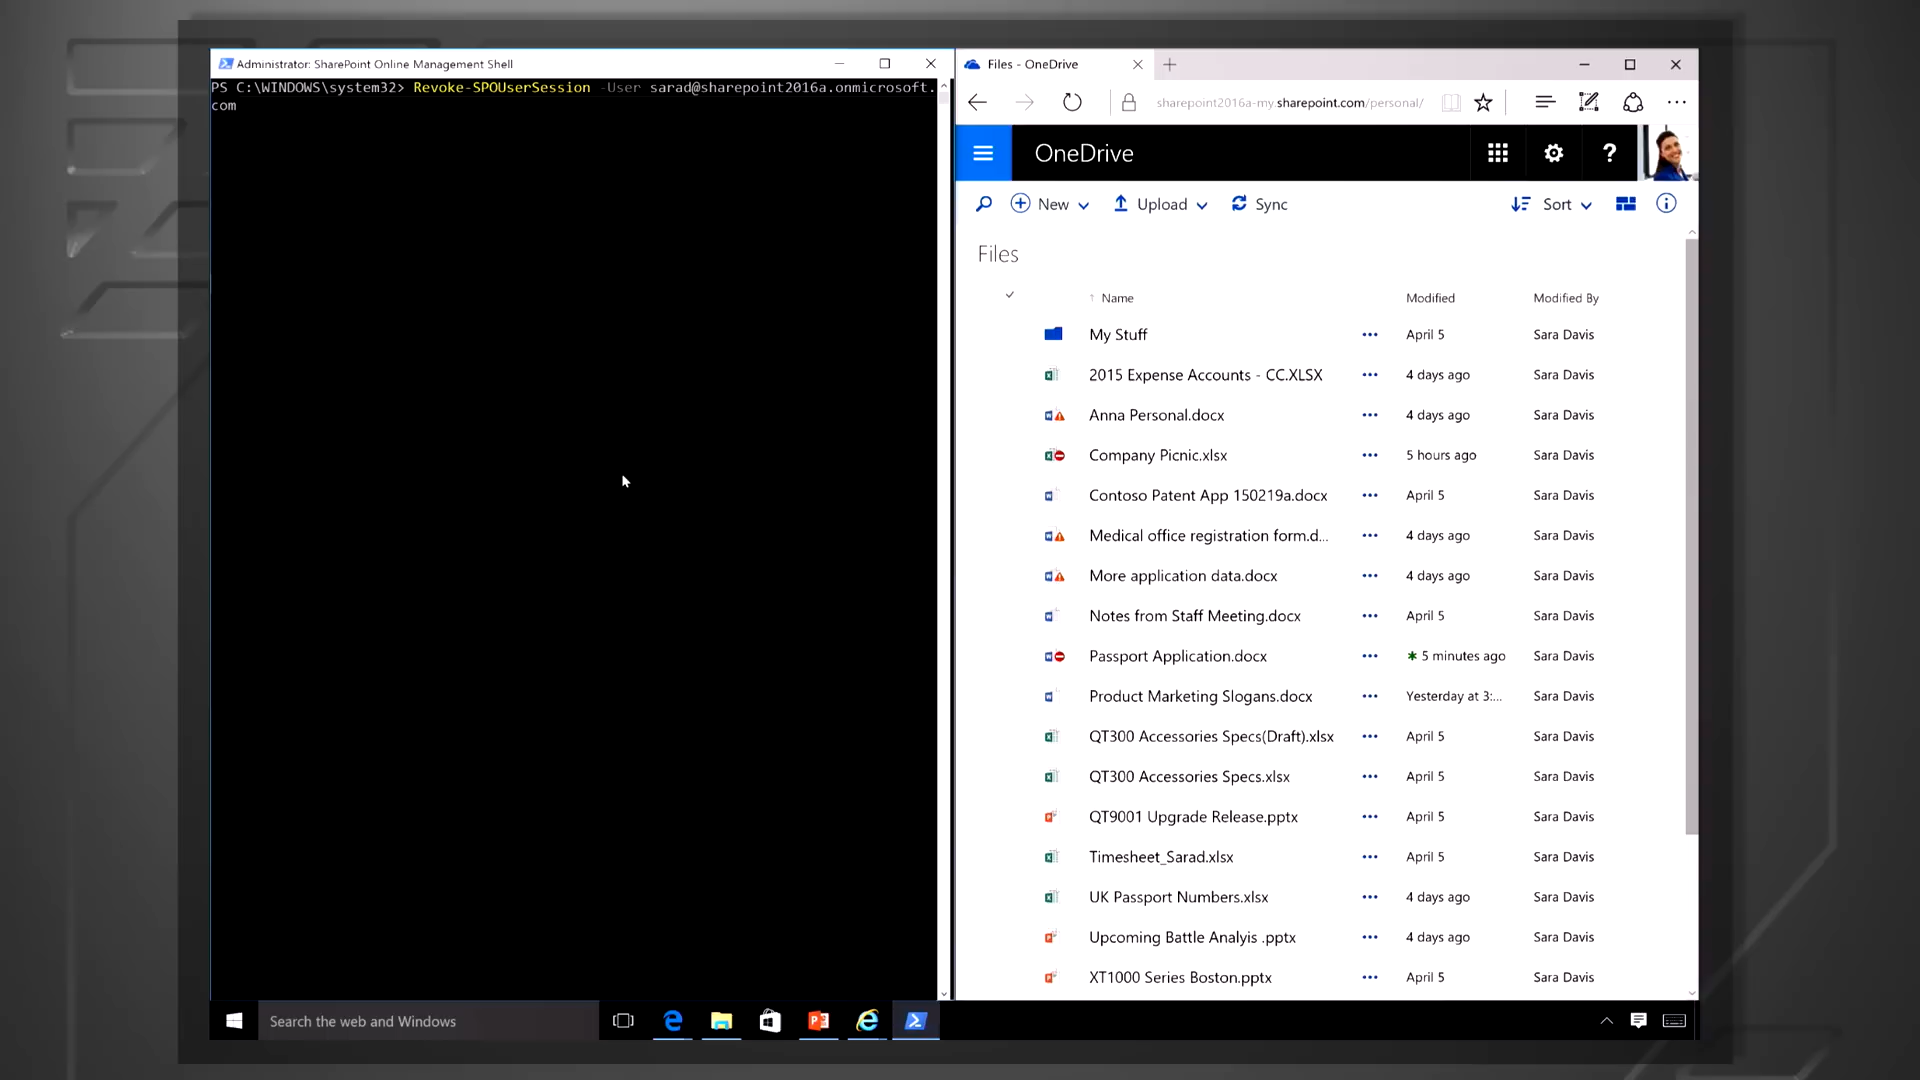 Administrator: SharePoint Online Management Shell
PS C:\WINDOWS\system32> Revoke-SPOUserSession -User sarad@sharepoint2016a.onmicrosoft.
com
Files - OneDrive
sharepoint2016a-my.sharepoint.com/personal/
OneDrive
New Upload Sync Sort
Files
Name Modified Modified By
My Stuff April 5 Sara Davis
2015 Expense Accounts - CC.XLSX 4 days ago Sara Davis
Anna Personal.docx 4 days ago Sara Davis
Company Picnic.xlsx 5 hours ago Sara Davis
Contoso Patent App 150219a.docx April 5 Sara Davis
Medical office registration form.d... 4 days ago Sara Davis
More application data.docx 4 days ago Sara Davis
Notes from Staff Meeting.docx April 5 Sara Davis
Passport Application.docx 5 minutes ago Sara Davis
Product Marketing Slogans.docx Yesterday at 3:... Sara Davis
QT300 Accessories Specs(Draft).xlsx April 5 Sara Davis
QT300 Accessories Specs.xlsx April 5 Sara Davis
QT9001 Upgrade Release.pptx April 5 Sara Davis
Timesheet_Sarad.xlsx April 5 Sara Davis
UK Passport Numbers.xlsx 4 days ago Sara Davis
Upcoming Battle Analyis .pptx 4 days ago Sara Davis
XT1000 Series Boston.pptx April 5 Sara Davis
Search the web and Windows